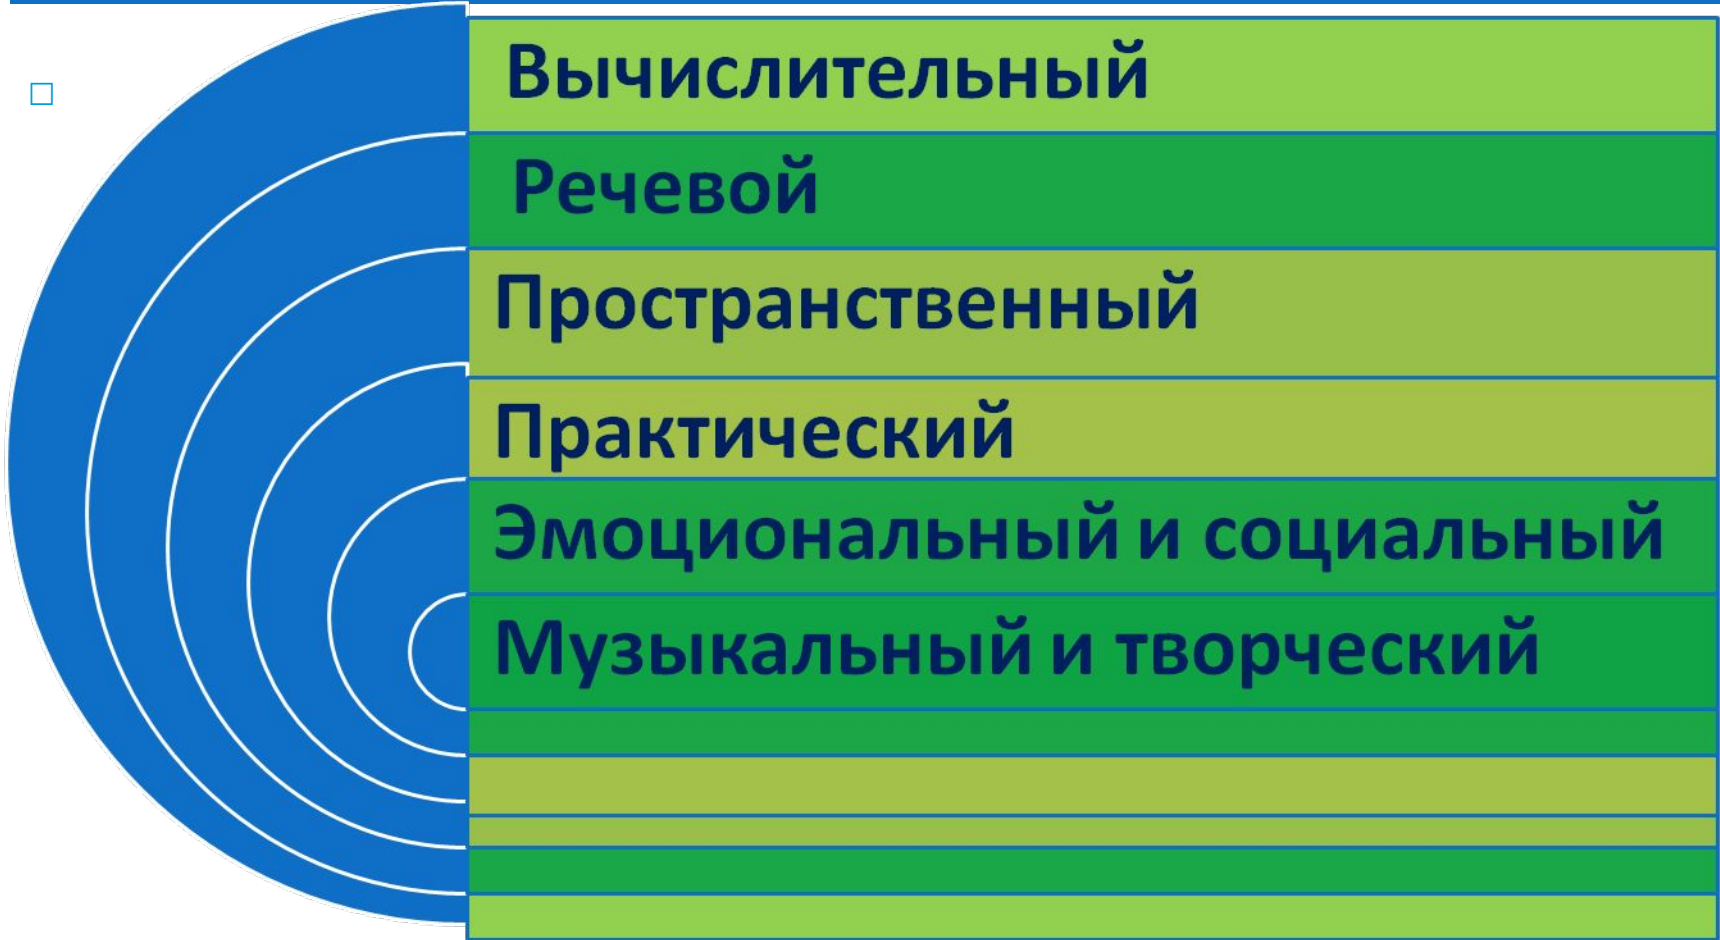 Вычислительный
Речевой
Пространственный
Практический
Эмоциональный и социальный
Музыкальный и творческий